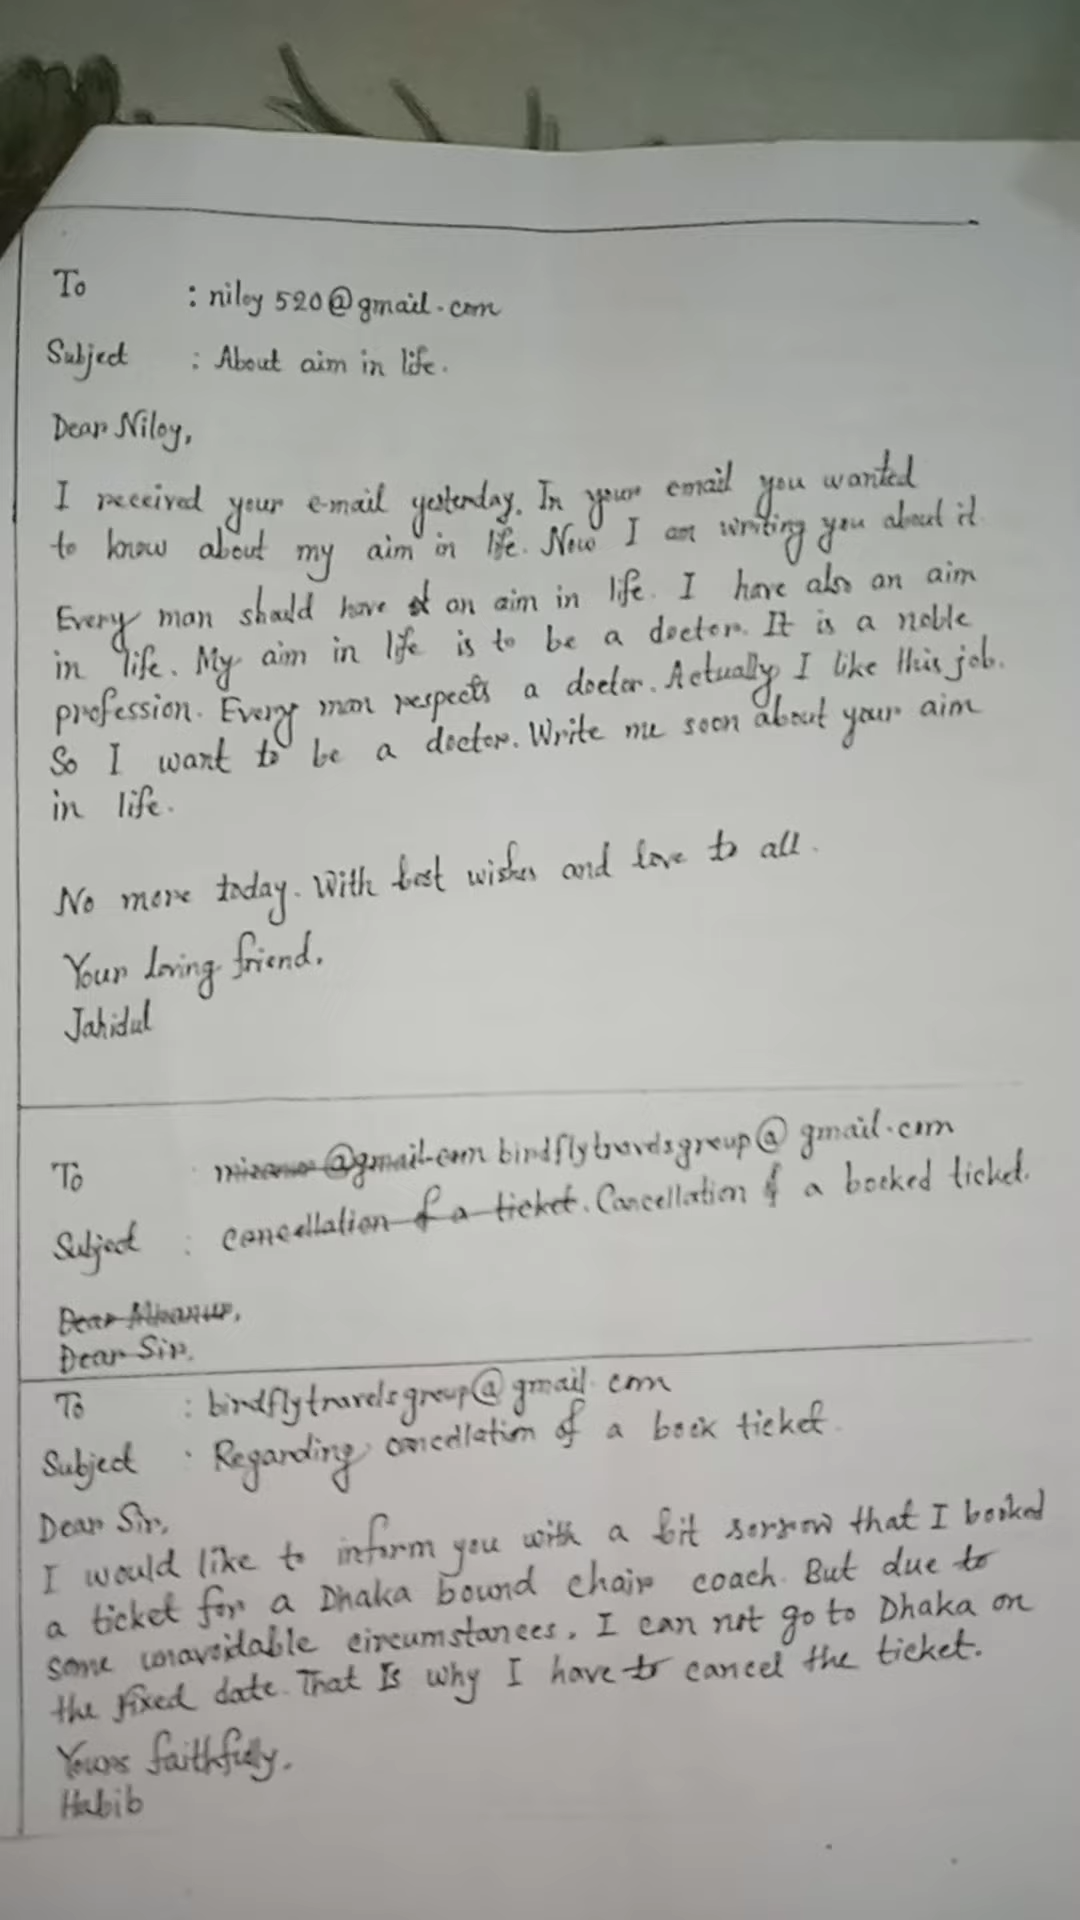 To : niloy 520@gmail.com
Subject : About aim in life.
Dear Niloy,
I received your e-mail yesterday. In your email you wanted
to know about my aim in life. Now I am writing you about it
Every man should have an aim in life. I have also an aim
in life. My aim in life is to be a doctor. It is a noble
profession. Every man respects a doctor. Actually I like this job.
So I want to be a doctor. Write me soon about your aim
in life.
No more today. With best wishes and love to all.
Your loving friend.
Jahidul
To @gmail.com birdflytravelsgroup@gmail.com
Subject : cancellation of a ticket. Cancellation of a booked ticket.
Dear
Dear Sir.
To : birdflytravelsgroup@gmail.com
Subject : Regarding cancellation of a book ticket.
Dear Sir,
I would like to inform you with a bit sorrow that I booked
a ticket for a Dhaka bound chair coach. But due to
some unavoidable circumstances, I can not go to Dhaka on
the fixed date. That Is why I have to cancel the ticket.
Yours faithfully.
Habib